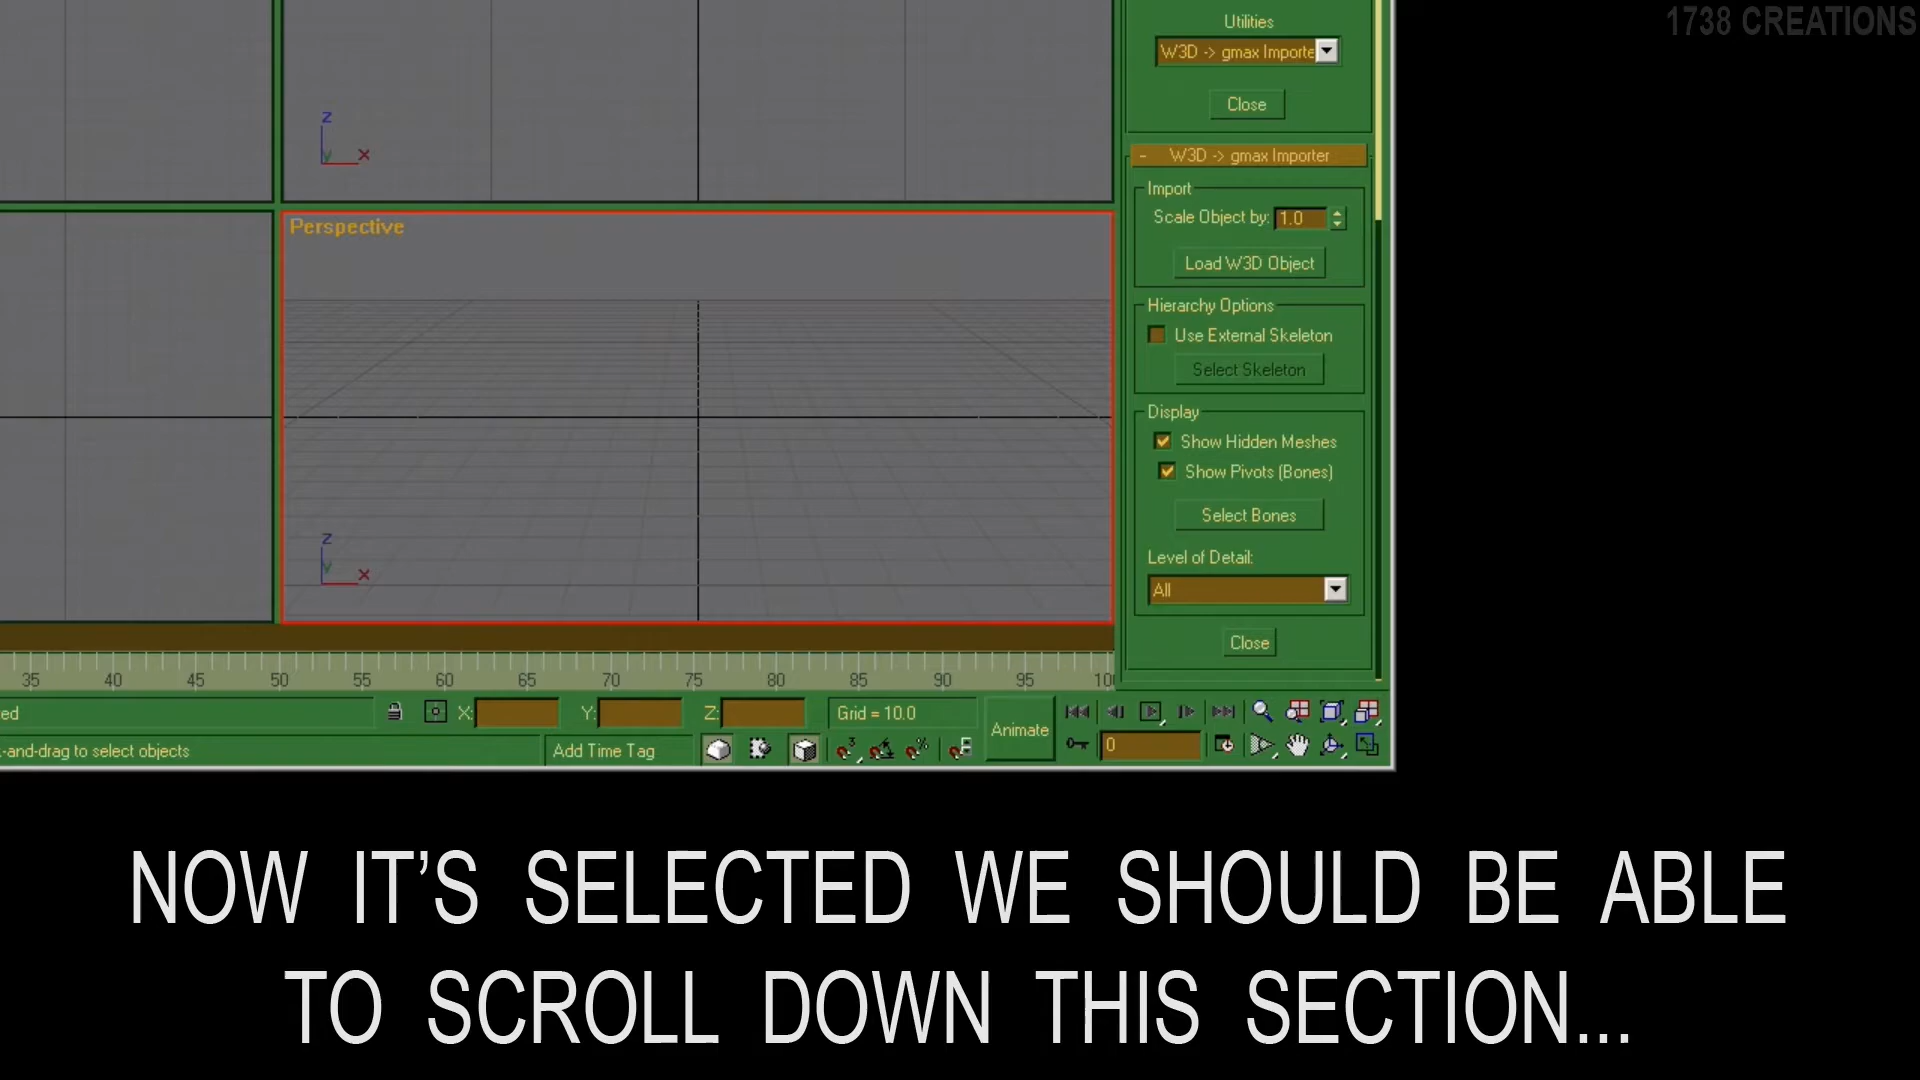 1738 CREATIONS
Utilities
W3D -> gmax Importe
Close
- W3D -> gmax Importer
Import
Scale Object by: 1.0
Load W3D Object
Hierarchy Options
Use External Skeleton
Select Skeleton
Display
Show Hidden Meshes
Show Pivots (Bones)
Select Bones
Level of Detail:
All
Close
z
y x
Perspective
z
y x
35 40 45 50 55 60 65 70 75 80 85 90 95 10
ed X: Y: Z: Grid = 10.0
Animate
0
-and-drag to select objects Add Time Tag
NOW IT'S SELECTED WE SHOULD BE ABLE
TO SCROLL DOWN THIS SECTION...